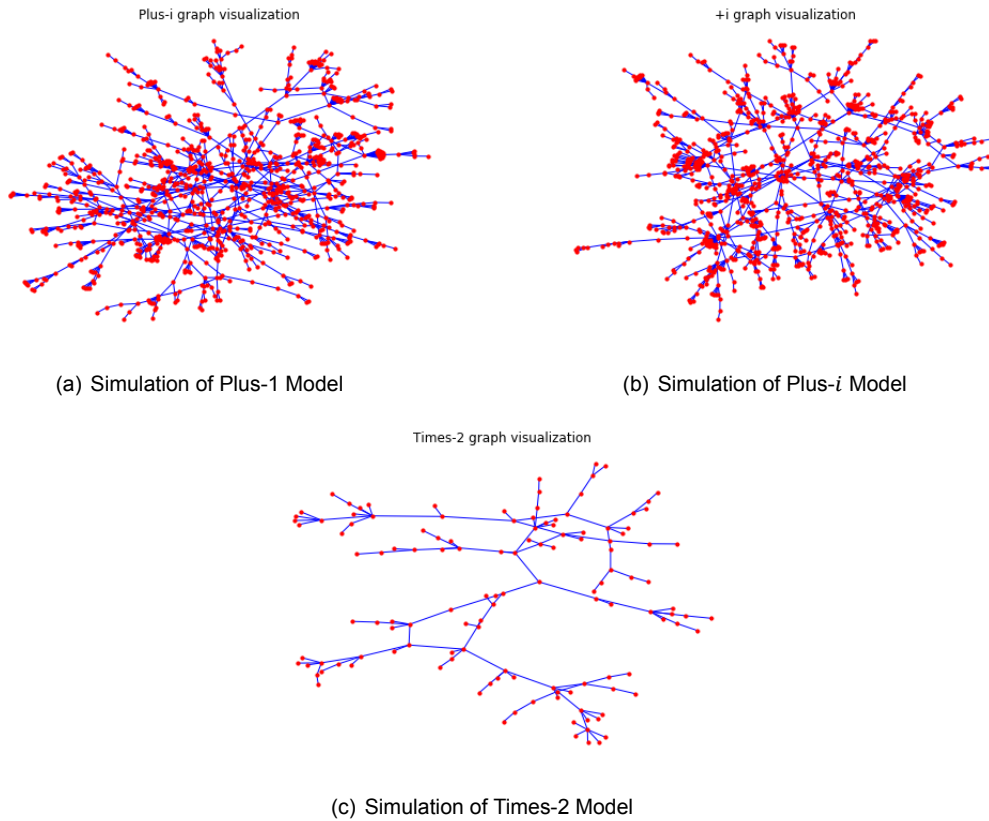 Plus-i graph visualization
+i graph visualization
(a) Simulation of Plus-1 Model
(b) Simulation of Plus-𝑖 Model
Times-2 graph visualization
(c) Simulation of Times-2 Model